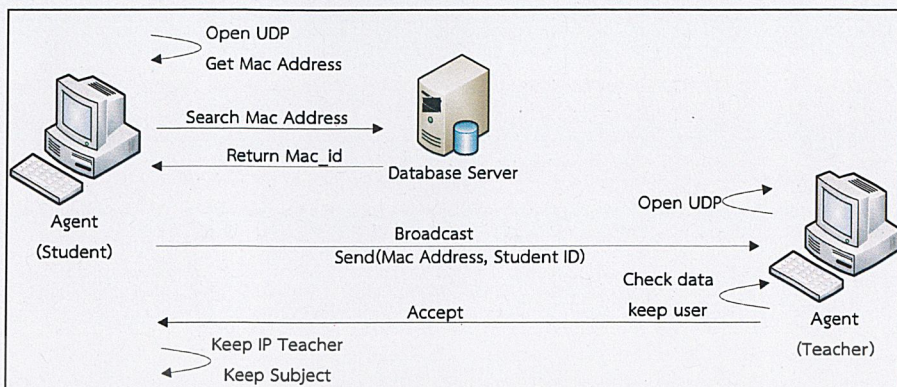 Open UDP
Get Mac Address
Search Mac Address
Return Mac_id
Database Server
Agent
(Student)
Open UDP
Broadcast
Send(Mac Address, Student ID)
Check data
keep user
Accept
Agent
(Teacher)
Keep IP Teacher
Keep Subject